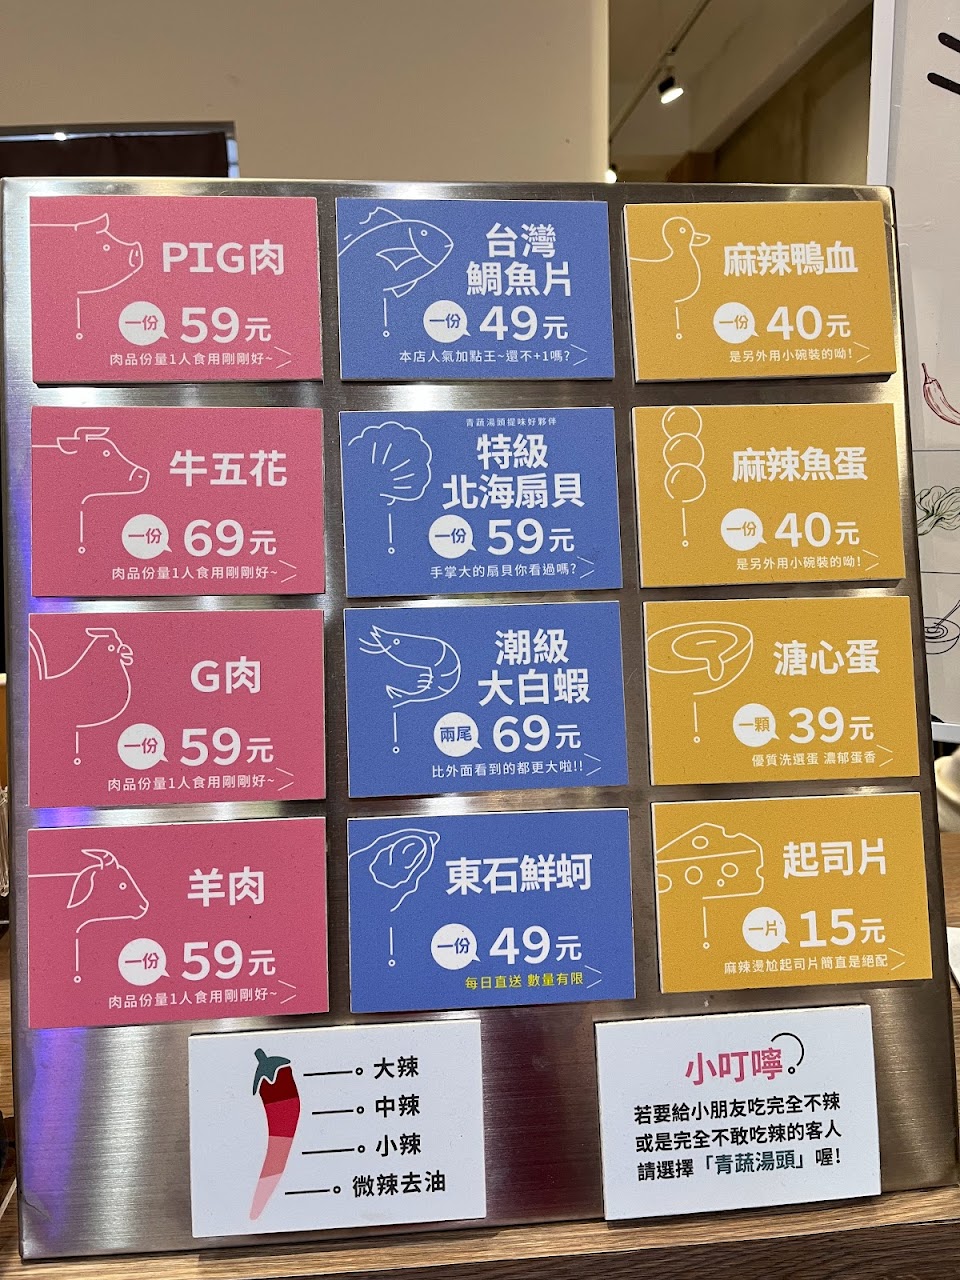 PIG肉
一份 59元
肉品份量1人食用剛剛好~
台灣
鯛魚片
一份 49元
本店人氣加點王~還不+1嗎?
麻辣鴨血
一份 40元
是另外用小碗裝的呦!
牛五花
一份 69元
肉品份量1人食用剛剛好~
青蔬湯頭提味好夥伴
特級
北海扇貝
一份 59元
手掌大的扇貝你看過嗎?
麻辣魚蛋
一份 40元
是另外用小碗裝的呦!
G肉
一份 59元
肉品份量1人食用剛剛好~
潮級
大白蝦
兩尾 69元
比外面看到的都更大啦!!
溏心蛋
一顆 39元
優質洗選蛋 濃郁蛋香
羊肉
一份 59元
肉品份量1人食用剛剛好~
東石鮮蚵
一份 49元
每日直送 數量有限
起司片
一片 15元
麻辣燙尬起司片簡直是絕配
大辣
中辣
小辣
微辣去油
小叮嚀
若要給小朋友吃完全不辣
或是完全不敢吃辣的客人
請選擇「青蔬湯頭」喔!